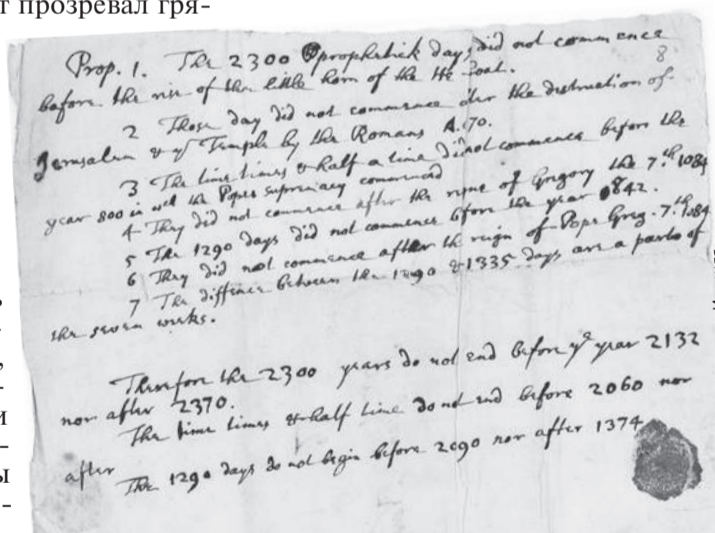 т прозревал гря-
Prop. 1. The 2300 prophetick days did not commence
before the rise of the little horn of the He Goat.
8
2 Those day did not commence after the destruction of
Jerusalem & ye Temple by the Romans A. 70.
3 The time times & half a time did not commence before the
year 800 in wch the Popes supremacy commenced
4 They did not commence after the reigne of Gregory the 7th. 1084
5 The 1290 days did not commence before the year 842.
6 They did not commence after the reign of Pope Greg. 7th. 1084
7 The diffence between the 1290 & 1335 days are a parts of
the seven weeks.
Therefore the 2300 years do not end before ye year 2132
nor after 2370.
The time times & half time do not end before 2060 nor
after
The 1290 days do not begin before 2090 nor after 1374
,
и
ы